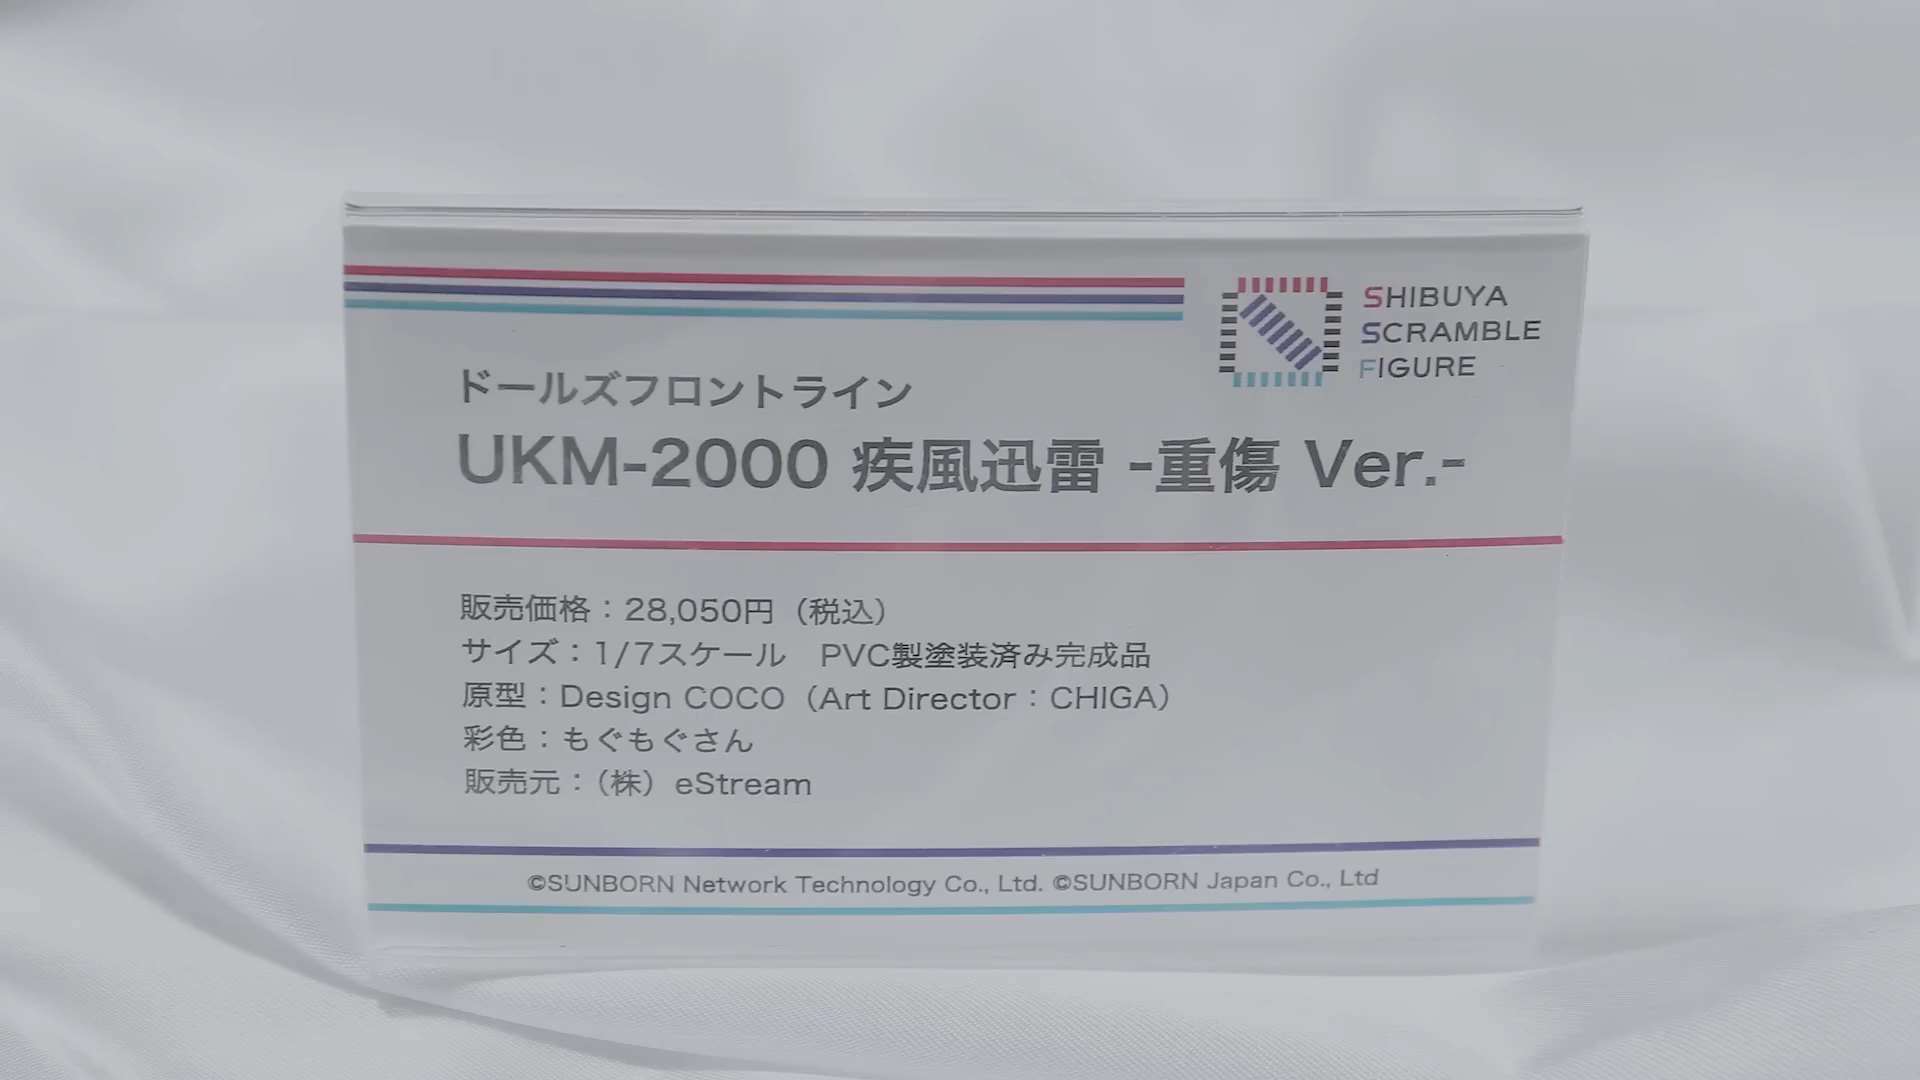 SHIBUYA
SCRAMBLE
FIGURE
ドールズフロントライン
UKM-2000 疾風迅雷 -重傷 Ver.-
販売価格：28,050円（税込）
サイズ：1/7スケール　PVC製塗装済み完成品
原型：Design COCO（Art Director：CHIGA）
彩色：もぐもぐさん
販売元：（株）eStream
©SUNBORN Network Technology Co., Ltd. ©SUNBORN Japan Co., Ltd